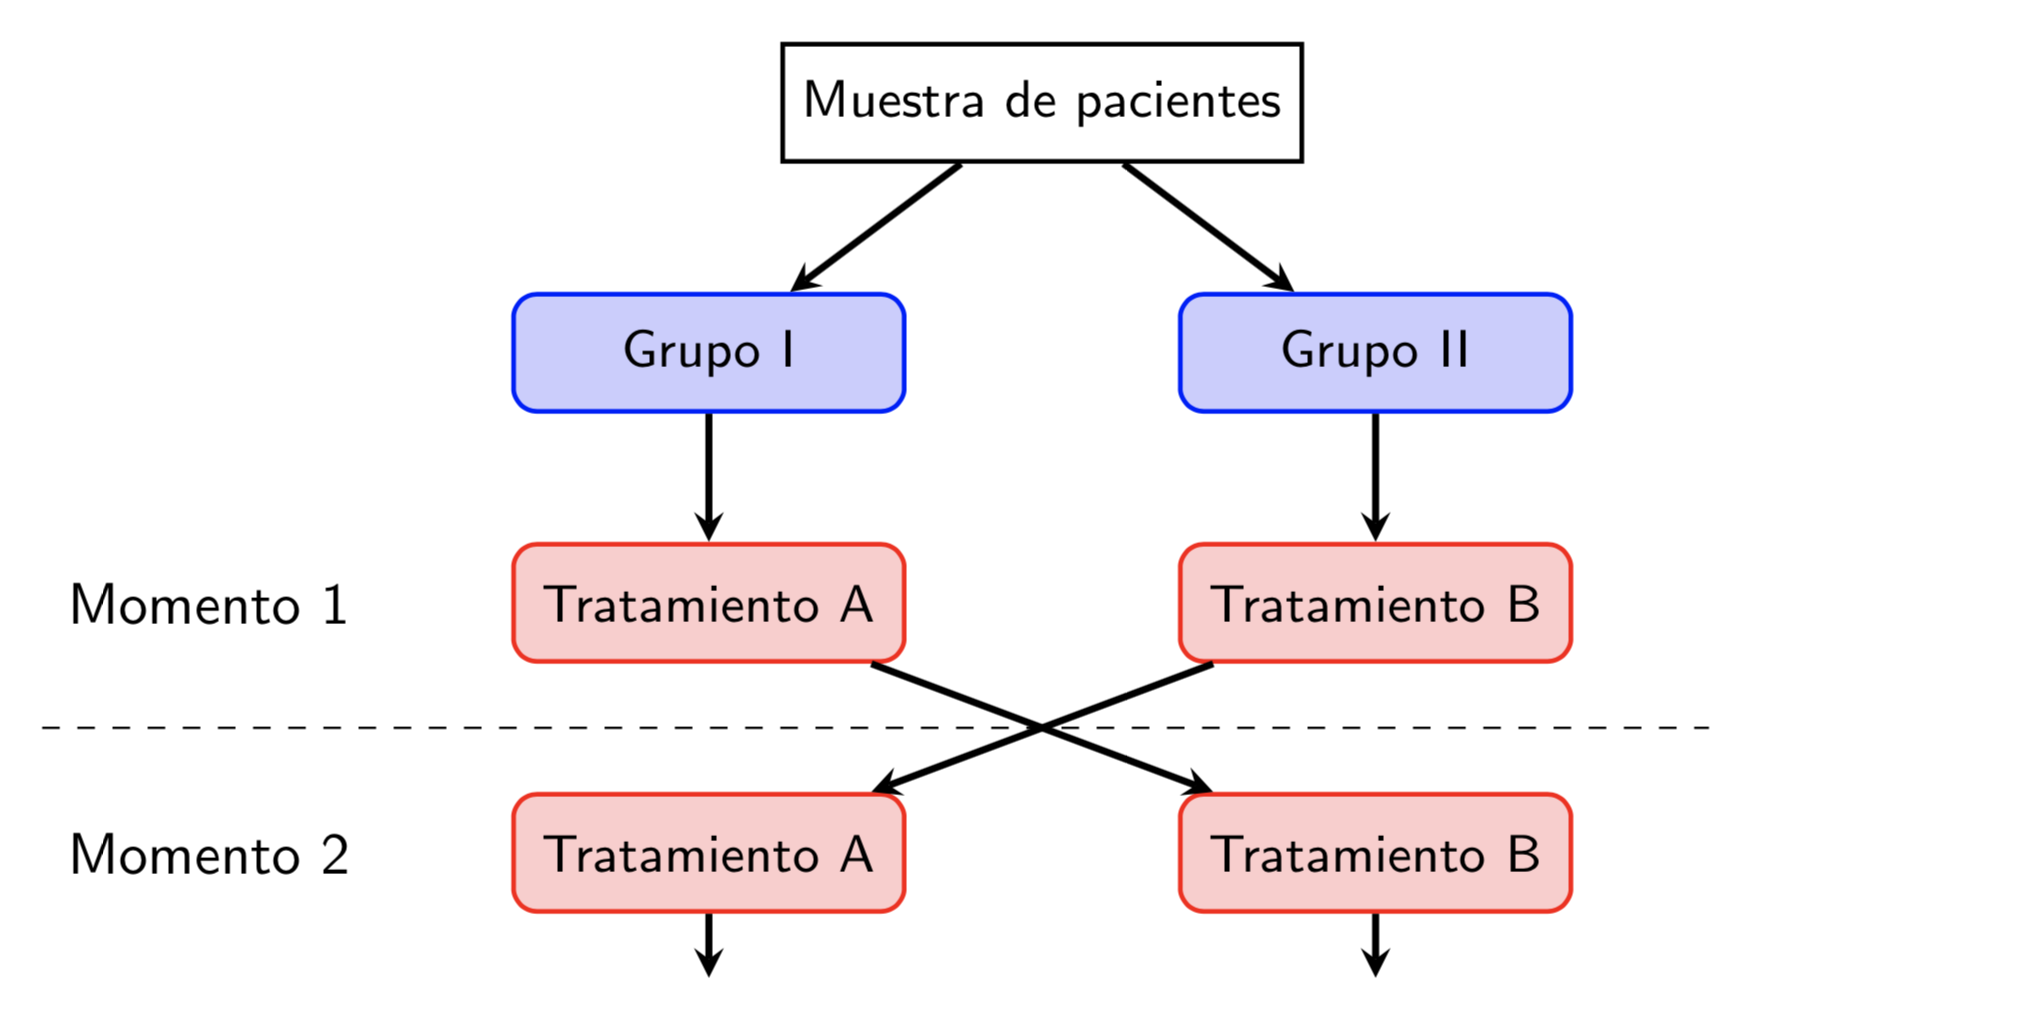 Muestra de pacientes
Grupo I
Grupo II
Momento 1
Tratamiento A
Tratamiento B
Momento 2
Tratamiento A
Tratamiento B